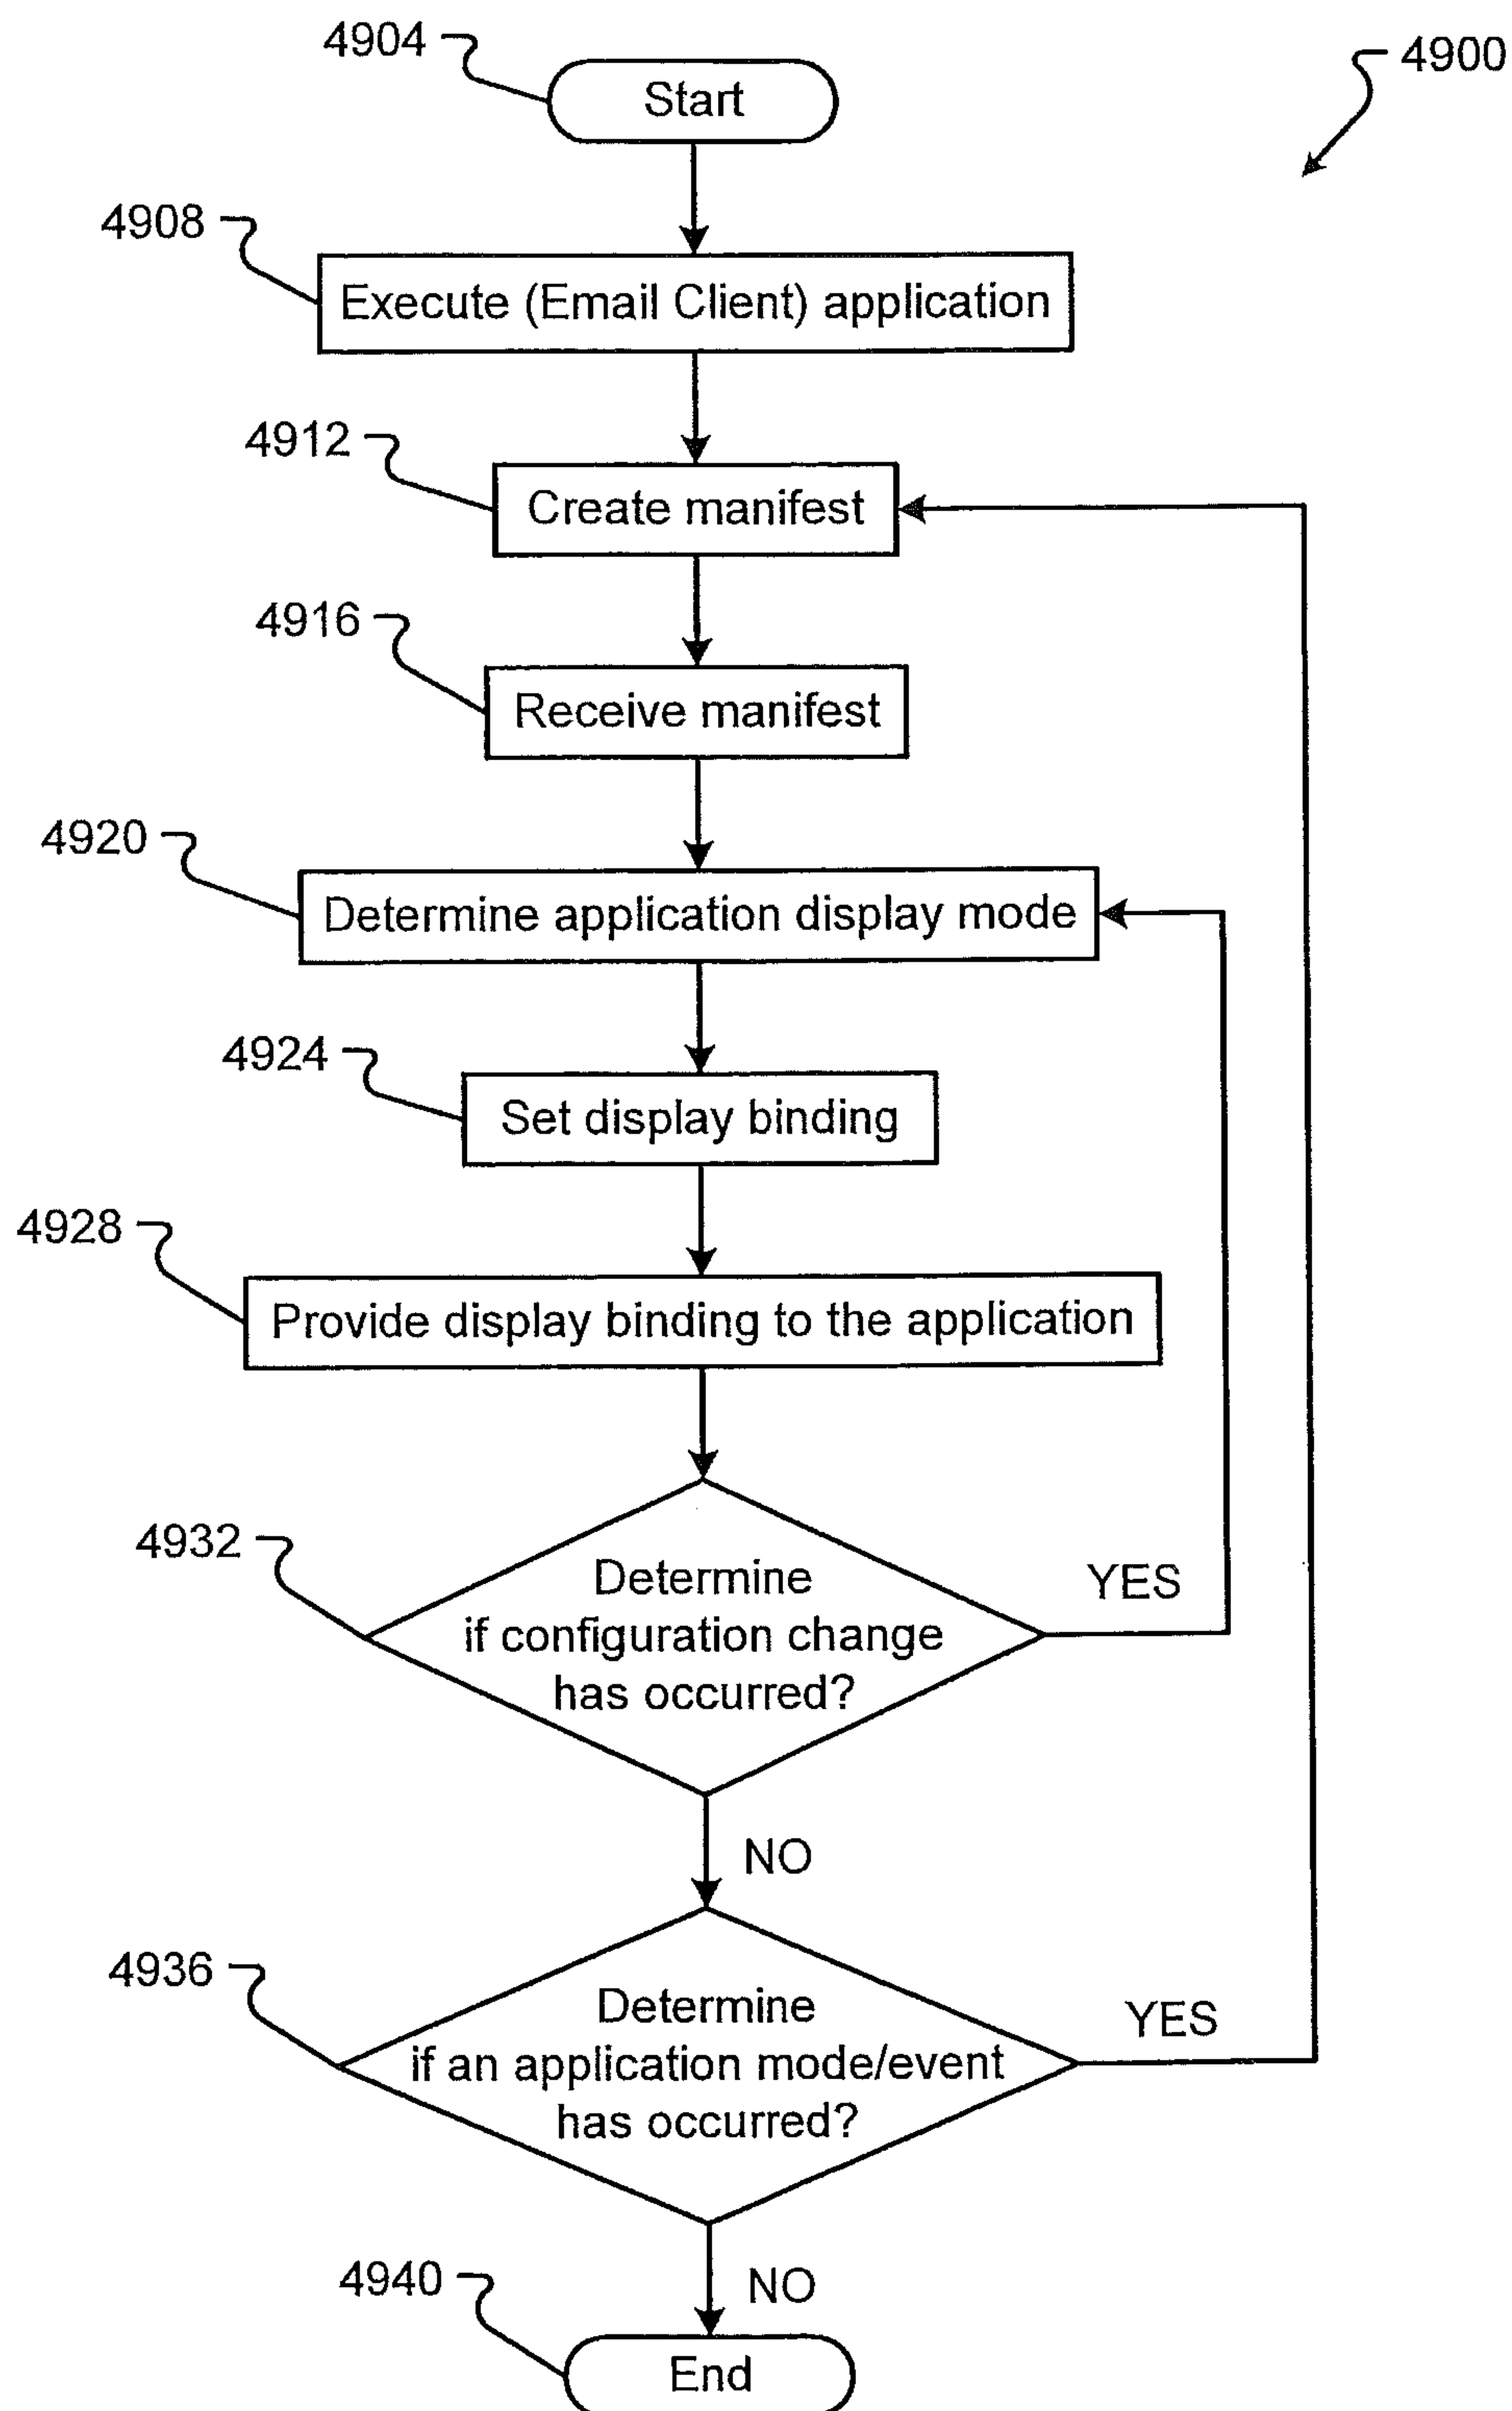 4904
Start
4900
4908
Execute (Email Client) application
4912
Create manifest
4916
Receive manifest
4920
Determine application display mode
4924
Set display binding
4928
Provide display binding to the application
4932
Determine
if configuration change
has occurred?
YES
NO
4936
Determine
if an application mode/event
has occurred?
YES
4940
NO
End